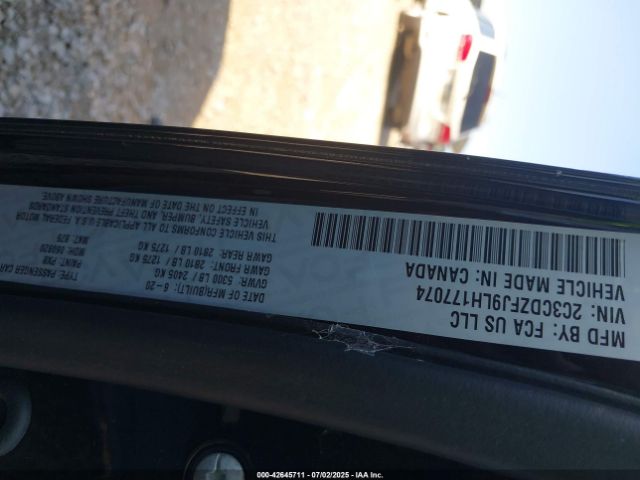 MFD BY: FCA US LLC
DATE OF MFR(BUILT): 6-20
GVWR: 5300 LB / 2405 KG
GAWR FRONT: 2810 LB / 1275 KG
GAWR REAR: 2810 LB / 1275 KG
THIS VEHICLE CONFORMS TO ALL APPLICABLE U.S.A. FEDERAL MOTOR
VEHICLE SAFETY, BUMPER, AND THEFT PREVENTION STANDARDS
IN EFFECT ON THE DATE OF MANUFACTURE SHOWN ABOVE.
VIN: 2C3CDZFJ9LH177074
VEHICLE MADE IN: CANADA
TYPE: PASSENGER CAR
PNT: PX8
000-42645711 - 07/02/2025 - IAA Inc.